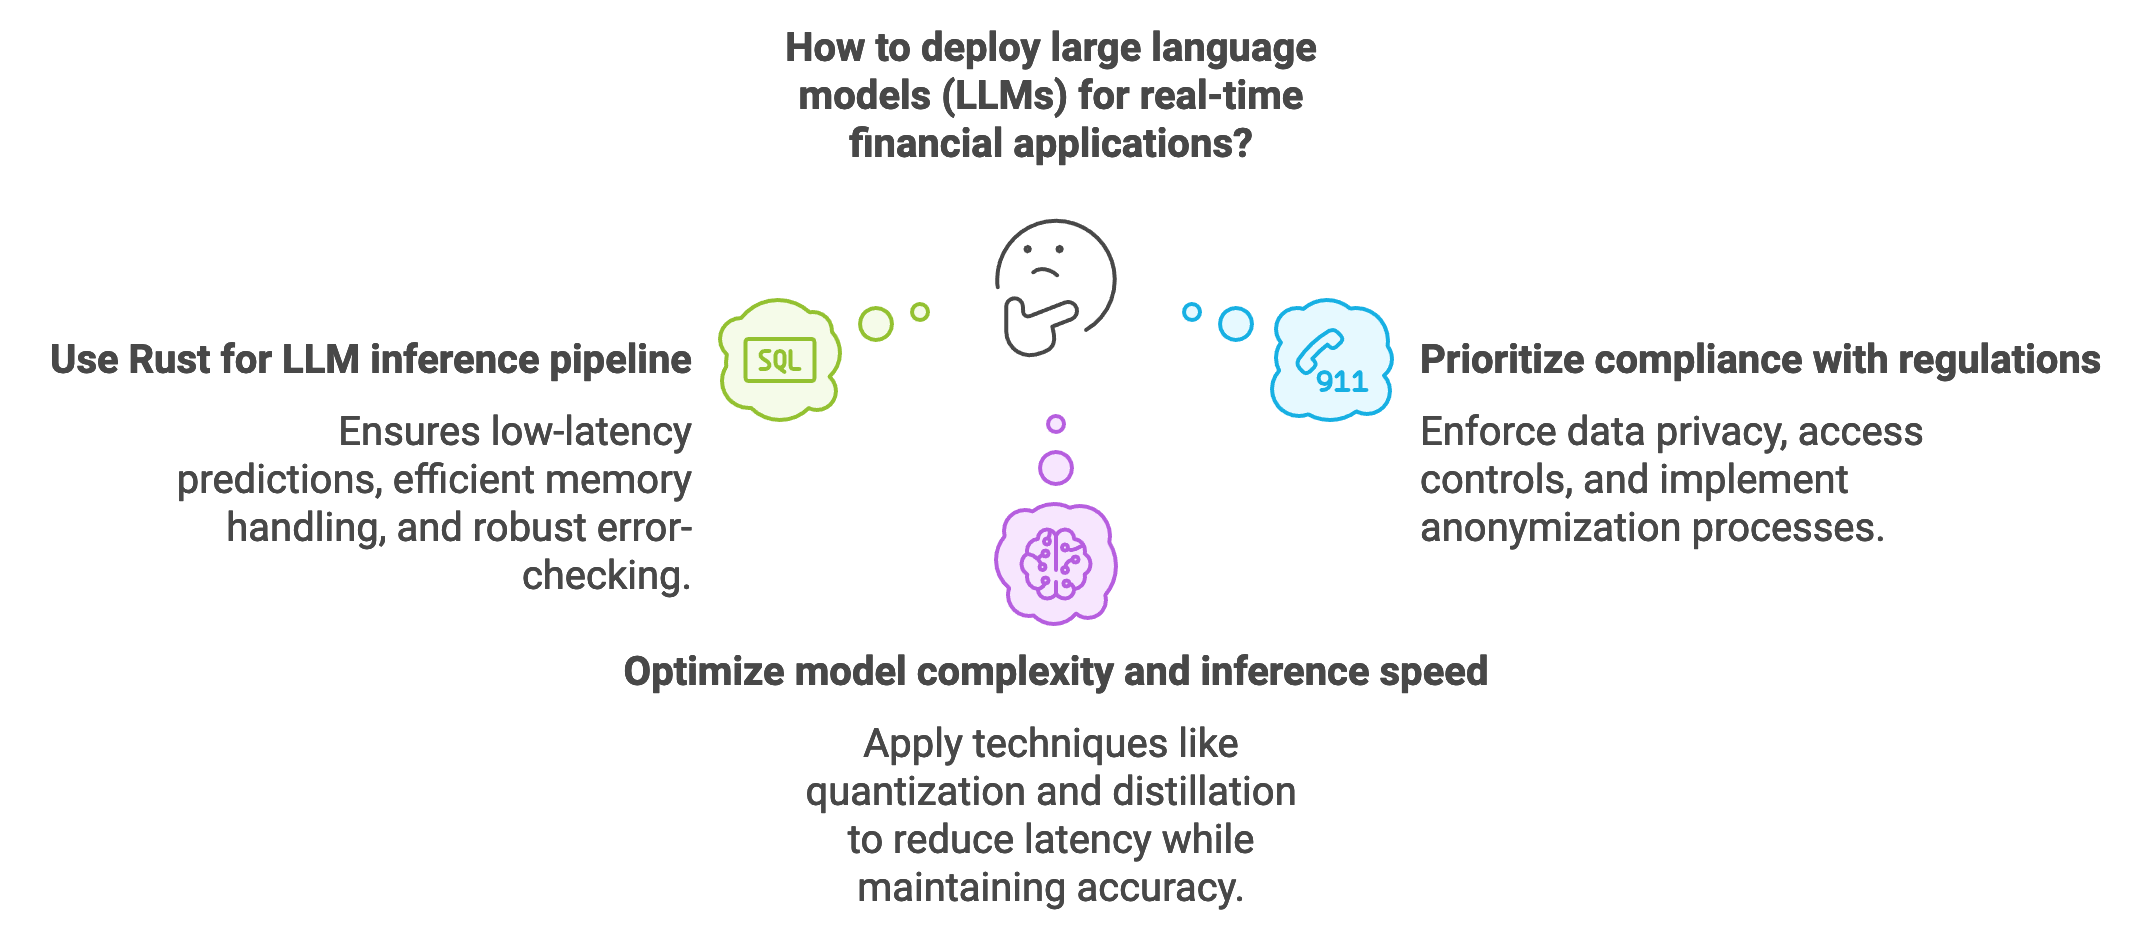 How to deploy large language
models (LLMs) for real-time
financial applications?
SQL
Use Rust for LLM inference pipeline
Ensures low-latency
predictions, efficient memory
handling, and robust error-
checking.
911
Prioritize compliance with regulations
Enforce data privacy, access
controls, and implement
anonymization processes.
Optimize model complexity and inference speed
Apply techniques like
quantization and distillation
to reduce latency while
maintaining accuracy.